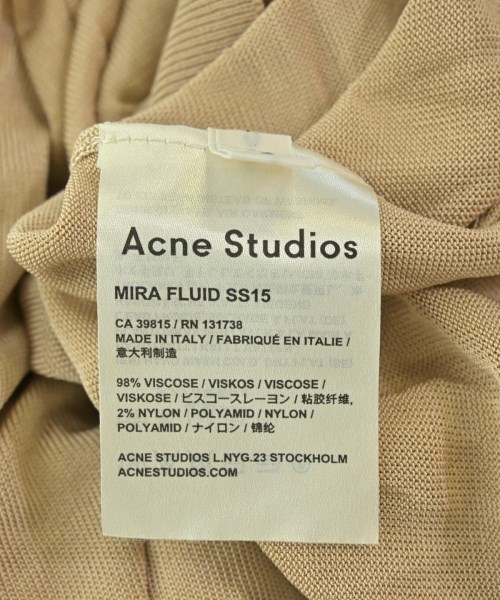 Acne Studios
MIRA FLUID SS15
CA 39815 / RN 131738
MADE IN ITALY / FABRIQUÉ EN ITALIE /
意大利制造
98% VISCOSE / VISKOS / VISCOSE /
VISKOSE / ビスコースレーヨン / 粘胶纤维,
2% NYLON / POLYAMID / NYLON /
POLYAMID / ナイロン / 锦纶
ACNE STUDIOS L.NYG.23 STOCKHOLM
ACNESTUDIOS.COM